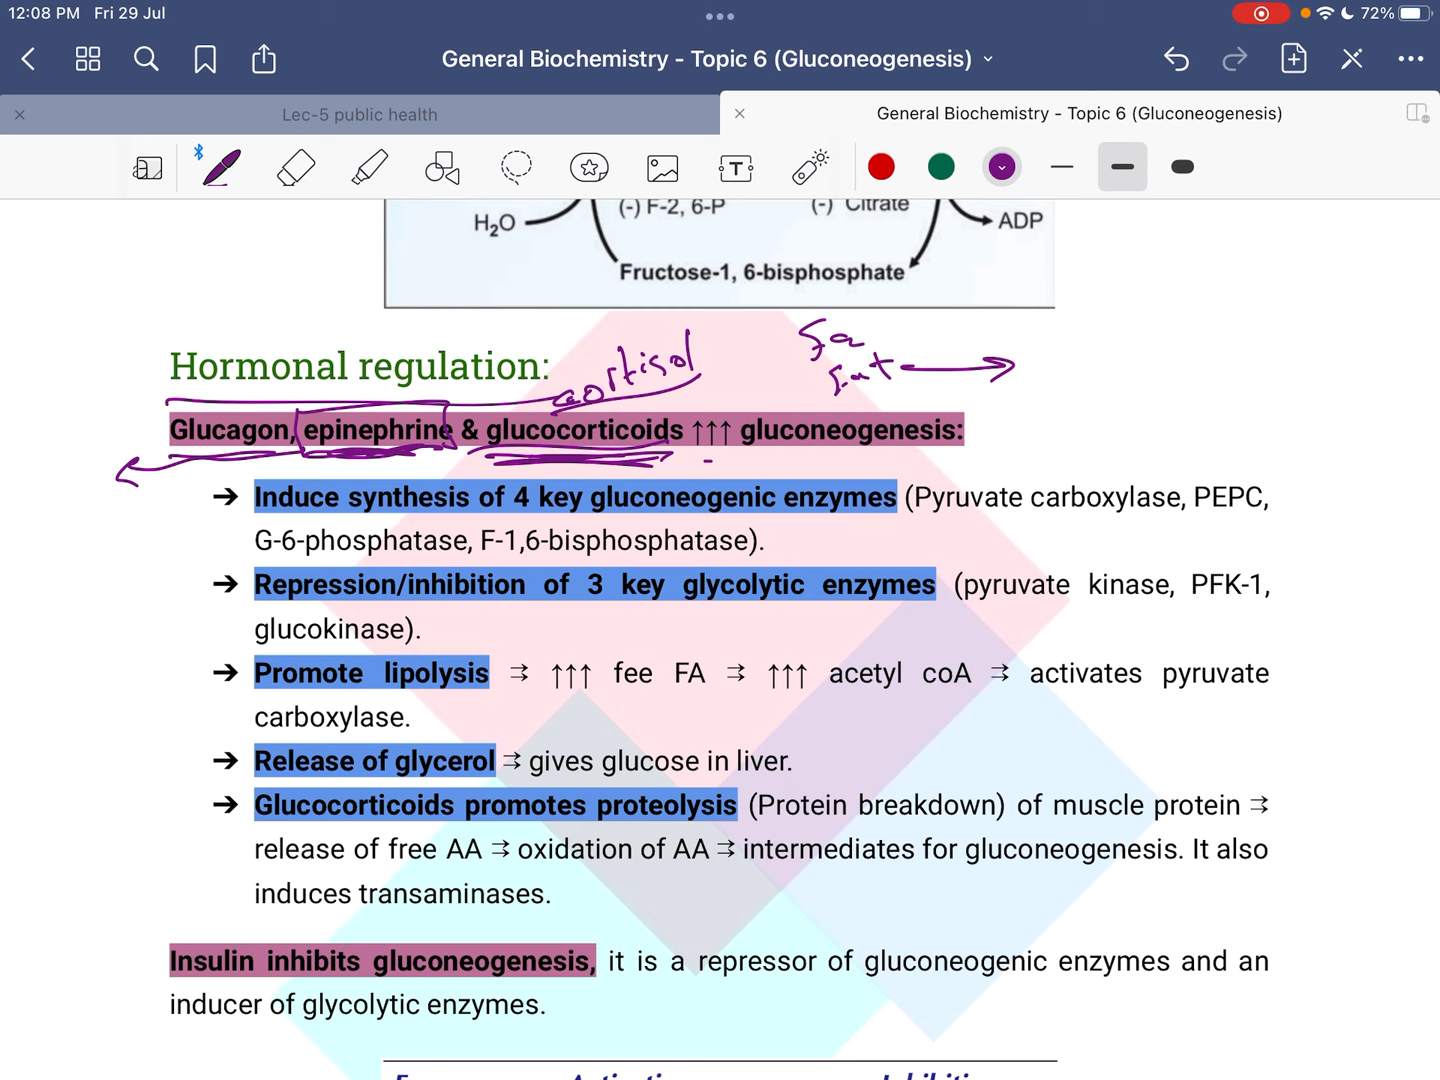 12:08 PM Fri 29 Jul
72%
General Biochemistry - Topic 6 (Gluconeogenesis)
Lec-5 public health
General Biochemistry - Topic 6 (Gluconeogenesis)
T
(-) F-2, 6-P (-) Citrate
H₂O ADP
Fructose-1, 6-bisphosphate
Hormonal regulation:
cortisol
Glucagon, epinephrine & glucocorticoids ↑↑↑ gluconeogenesis:
➔ Induce synthesis of 4 key gluconeogenic enzymes (Pyruvate carboxylase, PEPC,
G-6-phosphatase, F-1,6-bisphosphatase).
➔ Repression/inhibition of 3 key glycolytic enzymes (pyruvate kinase, PFK-1,
glucokinase).
➔ Promote lipolysis ⇉ ↑↑↑ fee FA ⇉ ↑↑↑ acetyl coA ⇉ activates pyruvate
carboxylase.
➔ Release of glycerol ⇉ gives glucose in liver.
➔ Glucocorticoids promotes proteolysis (Protein breakdown) of muscle protein ⇉
release of free AA ⇉ oxidation of AA ⇉ intermediates for gluconeogenesis. It also
induces transaminases.
Insulin inhibits gluconeogenesis, it is a repressor of gluconeogenic enzymes and an
inducer of glycolytic enzymes.